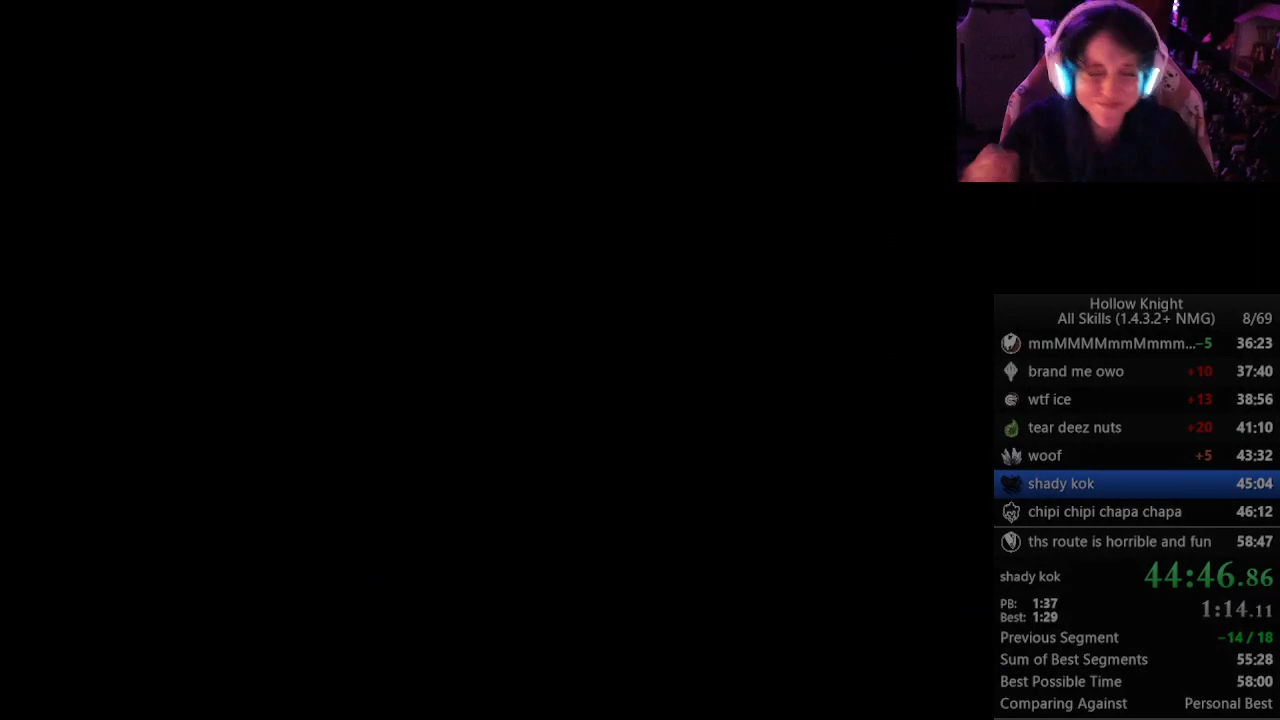 Hollow Knight
All Skills (1.4.3.2+ NMG) 8/69
mmMMMMmmMmmm... −5 36:23
brand me owo +10 37:40
wtf ice +13 38:56
tear deez nuts +20 41:10
woof +5 43:32
shady kok 45:04
chipi chipi chapa chapa 46:12
ths route is horrible and fun 58:47
shady kok 44:46.86
PB: 1:37 1:14.11
Best: 1:29
Previous Segment −14 / 18
Sum of Best Segments 55:28
Best Possible Time 58:00
Comparing Against Personal Best